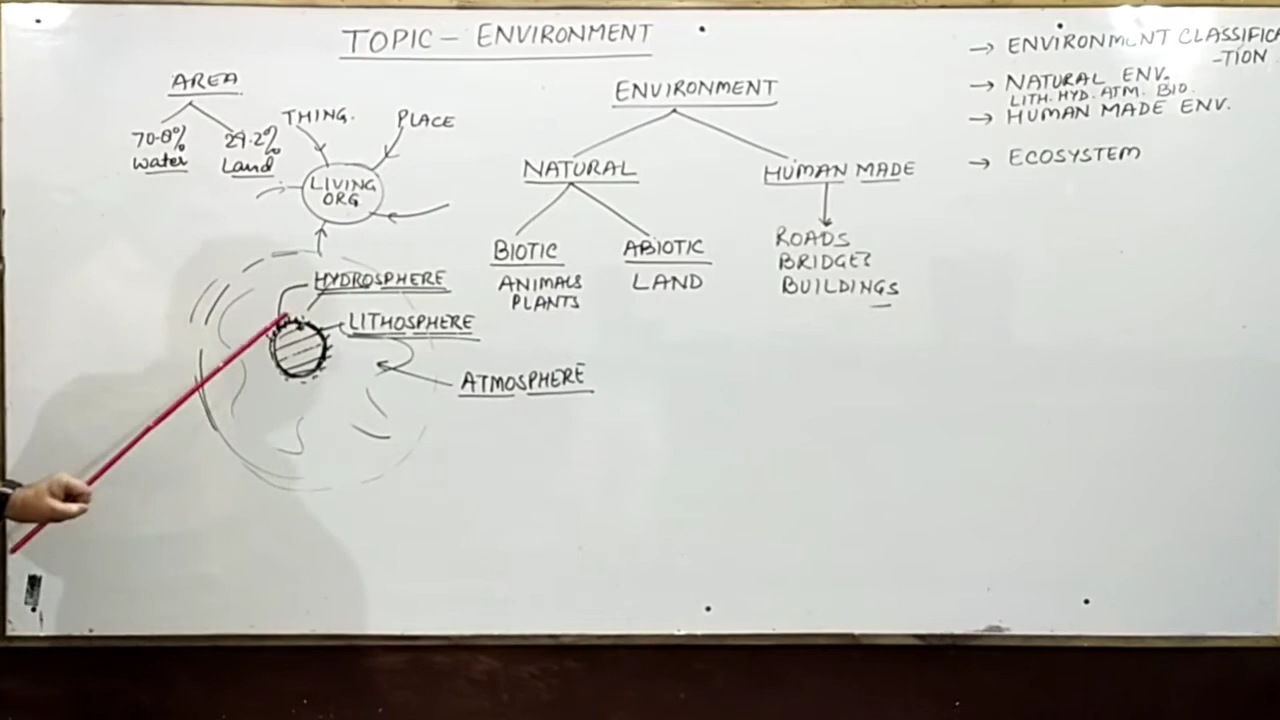 TOPIC - ENVIRONMENT
AREA
70.8% 29.2%
water Land
THING. PLACE
LIVING
ORG.
HYDROSPHERE
LITHOSPHERE
ATMOSPHERE
ENVIRONMENT
NATURAL HUMAN MADE
BIOTIC ABIOTIC
ANIMALS LAND
PLANTS
ROADS
BRIDGES
BUILDINGS
→ ENVIRONMENT CLASSIFICA
-TION
→ NATURAL ENV.
LITH. HYD. ATM. BIO.
→ HUMAN MADE ENV.
→ ECOSYSTEM